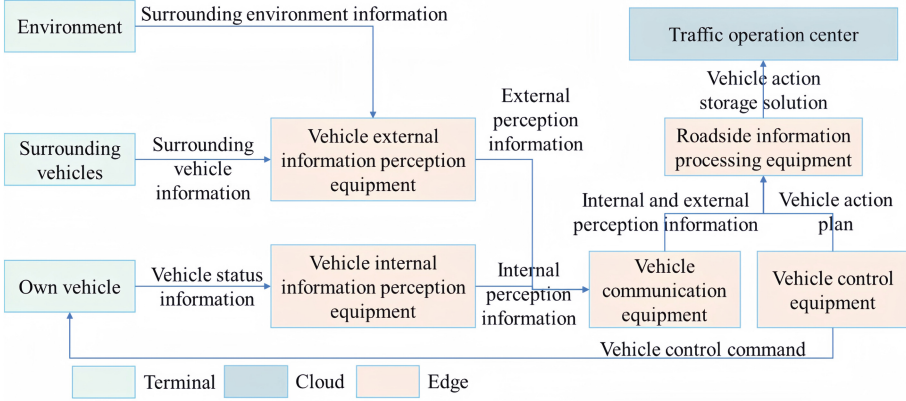 Environment
Surrounding environment information
Traffic operation center
Vehicle action
storage solution
External
perception
information
Surrounding
vehicles
Surrounding
vehicle
information
Vehicle external
information perception
equipment
Roadside information
processing equipment
Internal and external
perception information
Vehicle action
plan
Own vehicle
Vehicle status
information
Vehicle internal
information perception
equipment
Internal
perception
information
Vehicle
communication
equipment
Vehicle control
equipment
Vehicle control command
Terminal
Cloud
Edge